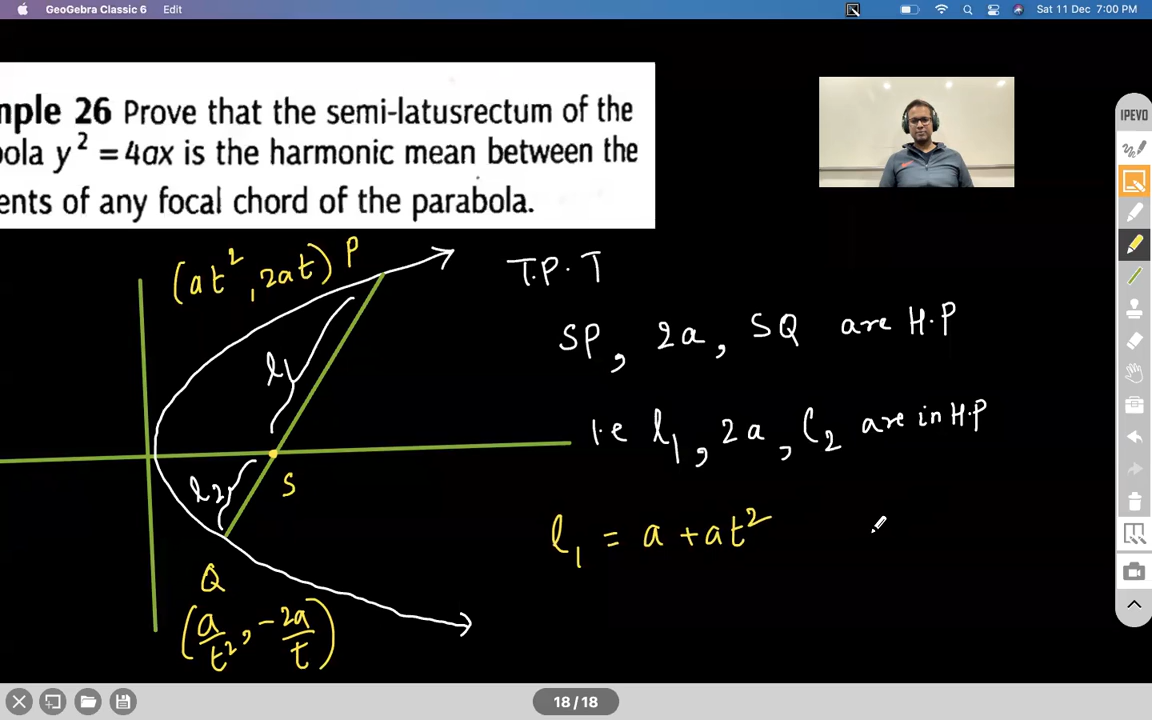 GeoGebra Classic 6 Edit Sat 11 Dec 7:00 PM
IPEVO
mple 26 Prove that the semi-latusrectum of the
bola y² = 4ax is the harmonic mean between the
ents of any focal chord of the parabola.
(at², 2at) P
T.P.T
SP, 2a, SQ are H.P
i.e l₁, 2a, l₂ are in H.P
l₁
l₂
S
l₁ = a + at²
Q
(a/t², -2a/t)
18 / 18